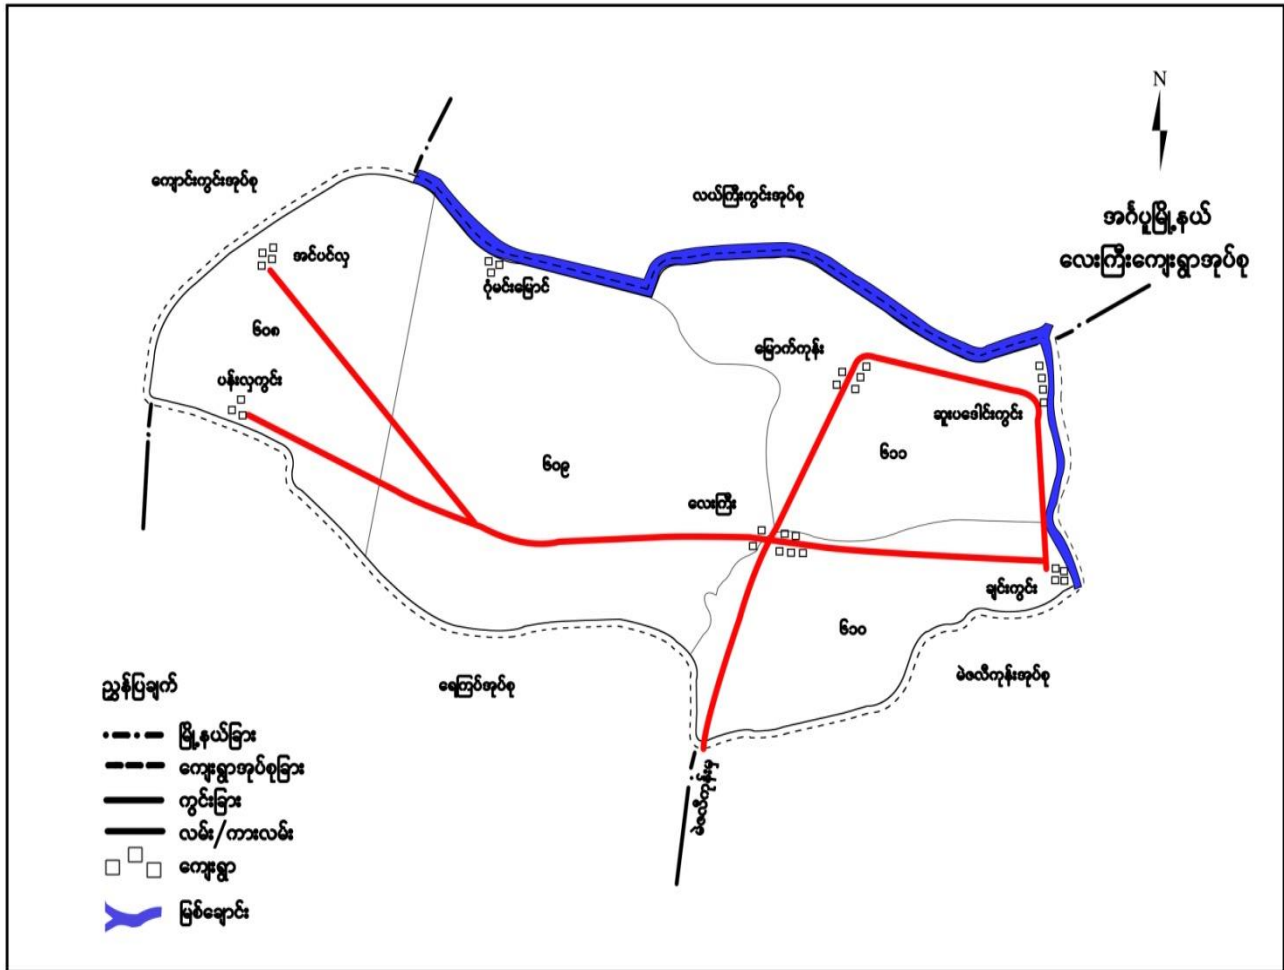 N
ကျောင်းကွင်းအုပ်စု
လယ်ကြီးကွင်းအုပ်စု
အင်္ဂပူမြို့နယ်
လေးကြီးကျေးရွာအုပ်စု
အင်ပင်လှ
ဝုံမင်းမြောင်
၆၀၈
မြောက်ကုန်း
ပန်းလှကွင်း
ဆူးပဒေါင်းကွင်း
၆၀၉
၆၁၁
လေးကြီး
ချင်းကွင်း
၆၁၀
မဲဇလီကုန်းအုပ်စု
ရေကြပ်အုပ်စု
မဲဇလီကုန်းမှ
ညွှန်ပြချက်
မြို့နယ်ခြား
ကျေးရွာအုပ်စုခြား
ကွင်းခြား
လမ်း/ကားလမ်း
ကျေးရွာ
မြစ်ချောင်း